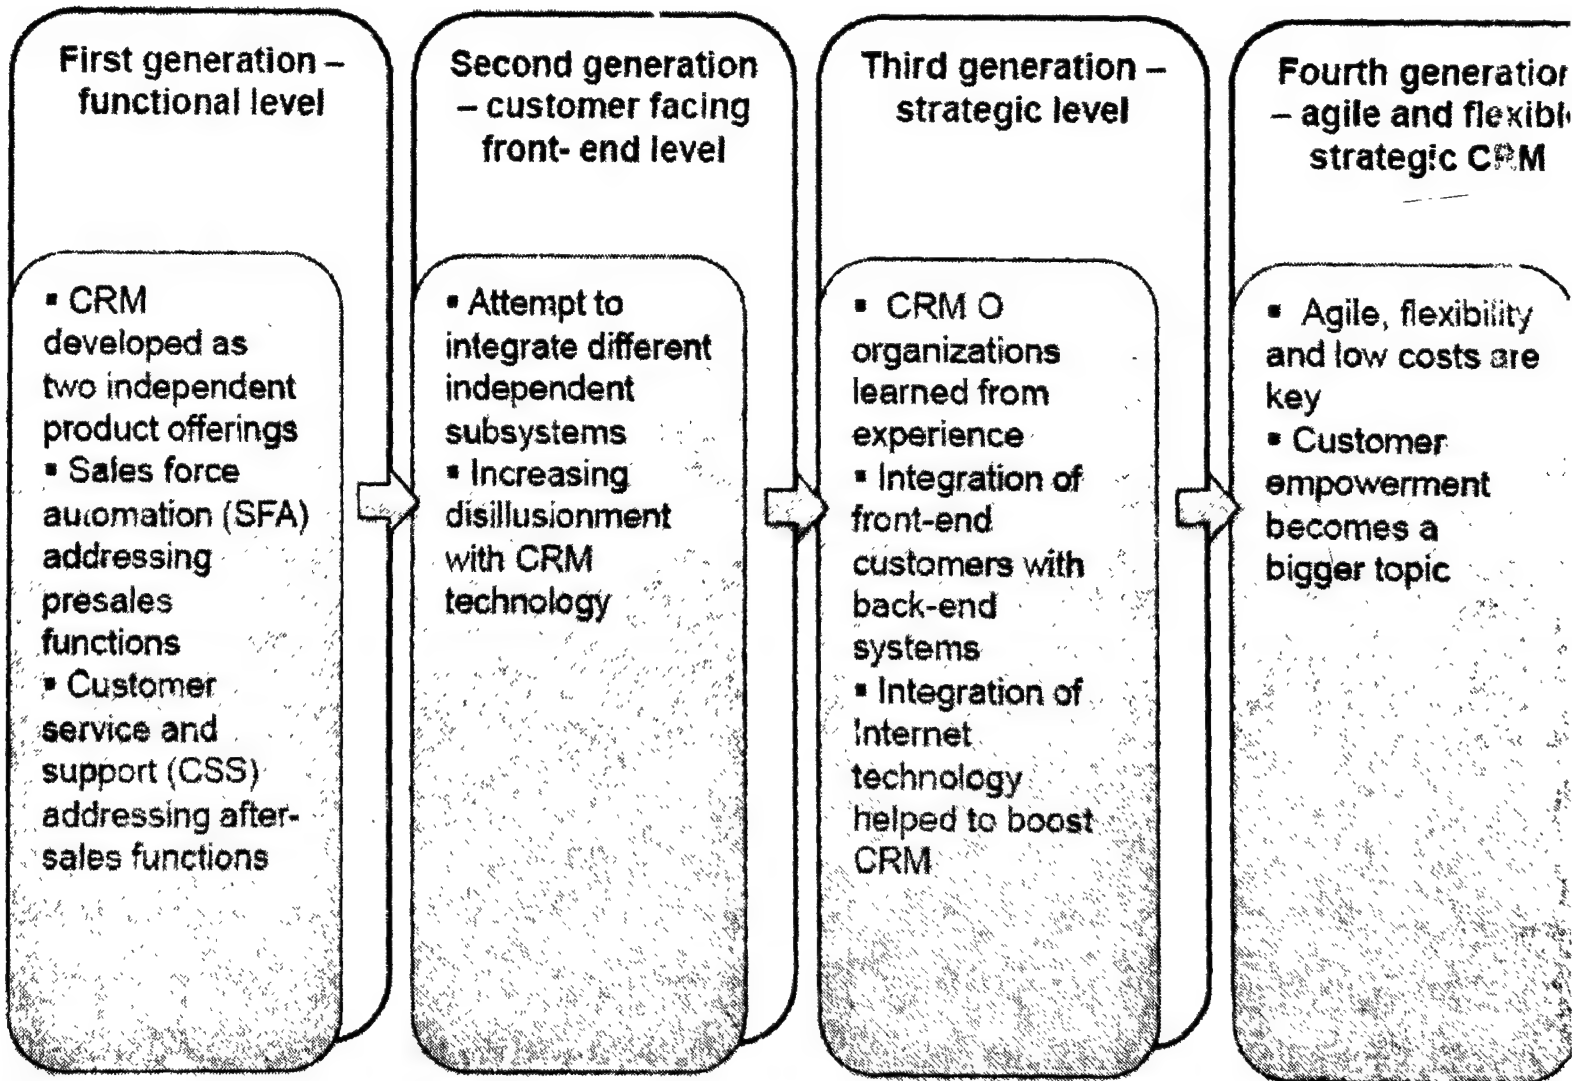 First generation –
functional level
▪ CRM
developed as
two independent
product offerings
▪ Sales force
automation (SFA)
addressing
presales
functions
▪ Customer
service and
support (CSS)
addressing after-
sales functions
Second generation
– customer facing
front- end level
▪ Attempt to
integrate different
independent
subsystems
▪ Increasing
disillusionment
with CRM
technology
Third generation –
strategic level
▪ CRM O
organizations
learned from
experience
▪ Integration of
front-end
customers with
back-end
systems
▪ Integration of
Internet
technology
helped to boost
CRM
Fourth generation
– agile and flexible
strategic CRM
▪ Agile, flexibility
and low costs are
key
▪ Customer
empowerment
becomes a
bigger topic